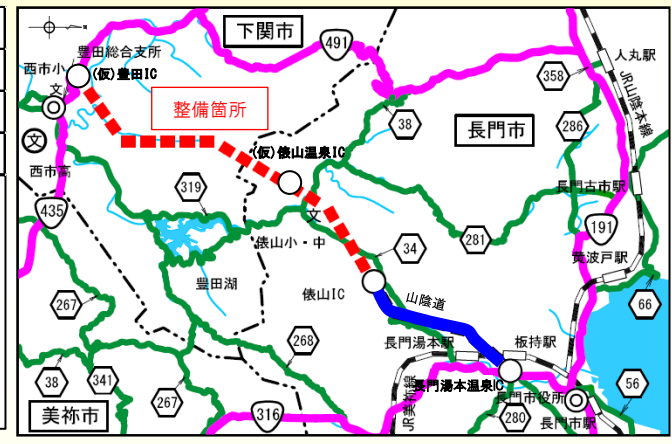 下関市
491
豊田総合支所
人丸駅
西市小
(仮)豊田IC
358
JR山陰本線
文
整備箇所
38
長門市
286
文
(仮)俵山温泉IC
西市高
319
長門古市駅
435
文
191
俵山小・中
34
281
黄波戸駅
豊田湖
俵山IC
山陰道
267
66
268
長門湯本駅
板持駅
38
341
267
JR美祢線
長門湯本温泉IC
56
長門市役所
美祢市
316
280
長門市駅